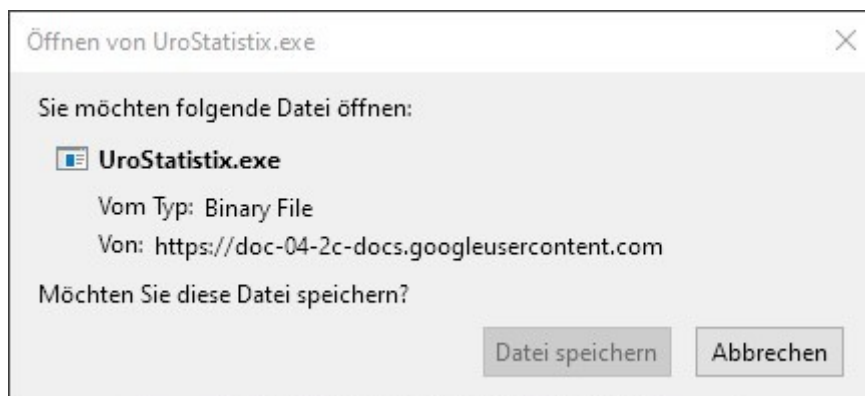 Öffnen von UroStatistix.exe
Sie möchten folgende Datei öffnen:
UroStatistix.exe
Vom Typ: Binary File
Von: https://doc-04-2c-docs.googleusercontent.com
Möchten Sie diese Datei speichern?
Datei speichern Abbrechen